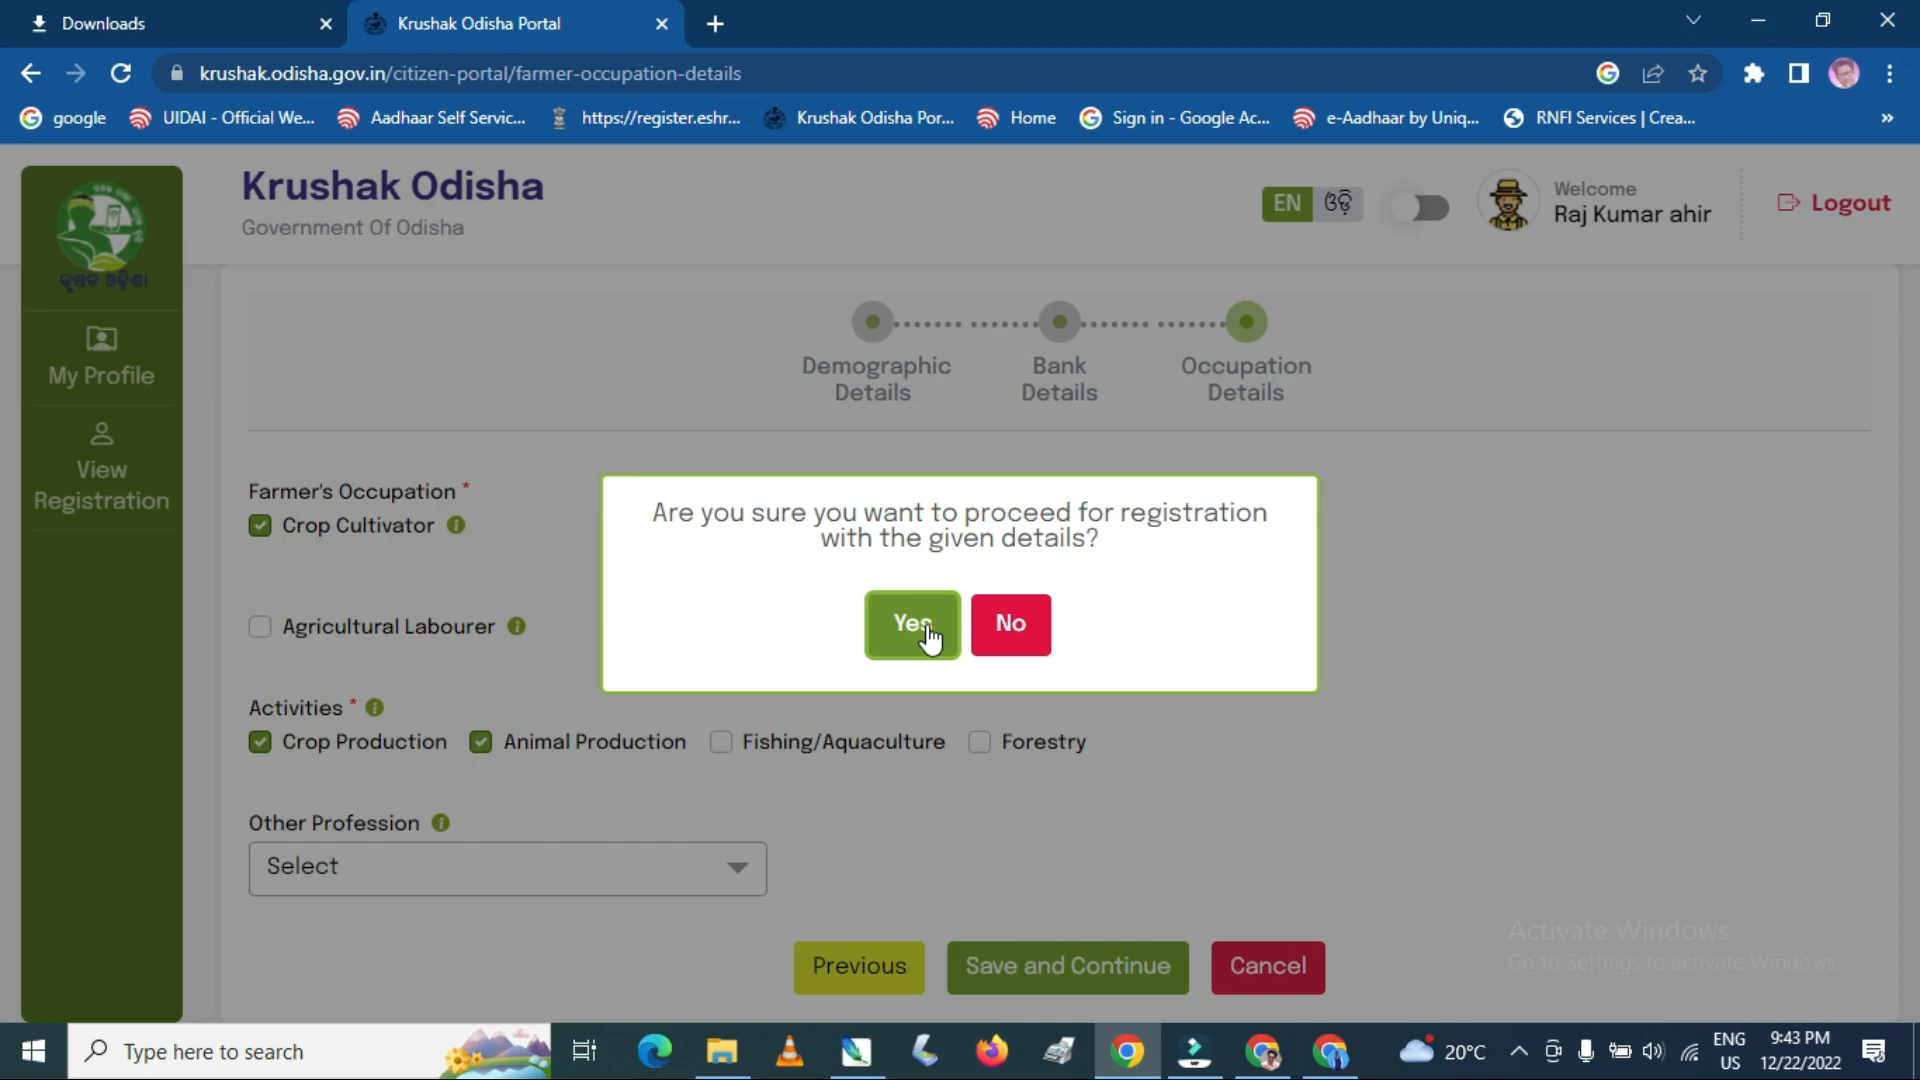 Downloads
Krushak Odisha Portal
krushak.odisha.gov.in/citizen-portal/farmer-occupation-details
google
UIDAI - Official We...
Aadhaar Self Servic...
https://register.eshr...
Krushak Odisha Por...
Home
Sign in - Google Ac...
e-Aadhaar by Uniq...
RNFI Services | Crea...
»
Krushak Odisha
Government Of Odisha
EN ଓଡ଼ି
Welcome
Raj Kumar ahir
Logout
କୃଷକ ଓଡ଼ିଶା
My Profile
View
Registration
Demographic
Details
Bank
Details
Occupation
Details
Farmer's Occupation *
Crop Cultivator
Agricultural Labourer
Are you sure you want to proceed for registration
with the given details?
Yes
No
Activities *
Crop Production
Animal Production
Fishing/Aquaculture
Forestry
Other Profession
Select
Previous
Save and Continue
Cancel
Activate Windows
Go to Settings to activate Windows.
Type here to search
20°C
ENG
US
9:43 PM
12/22/2022